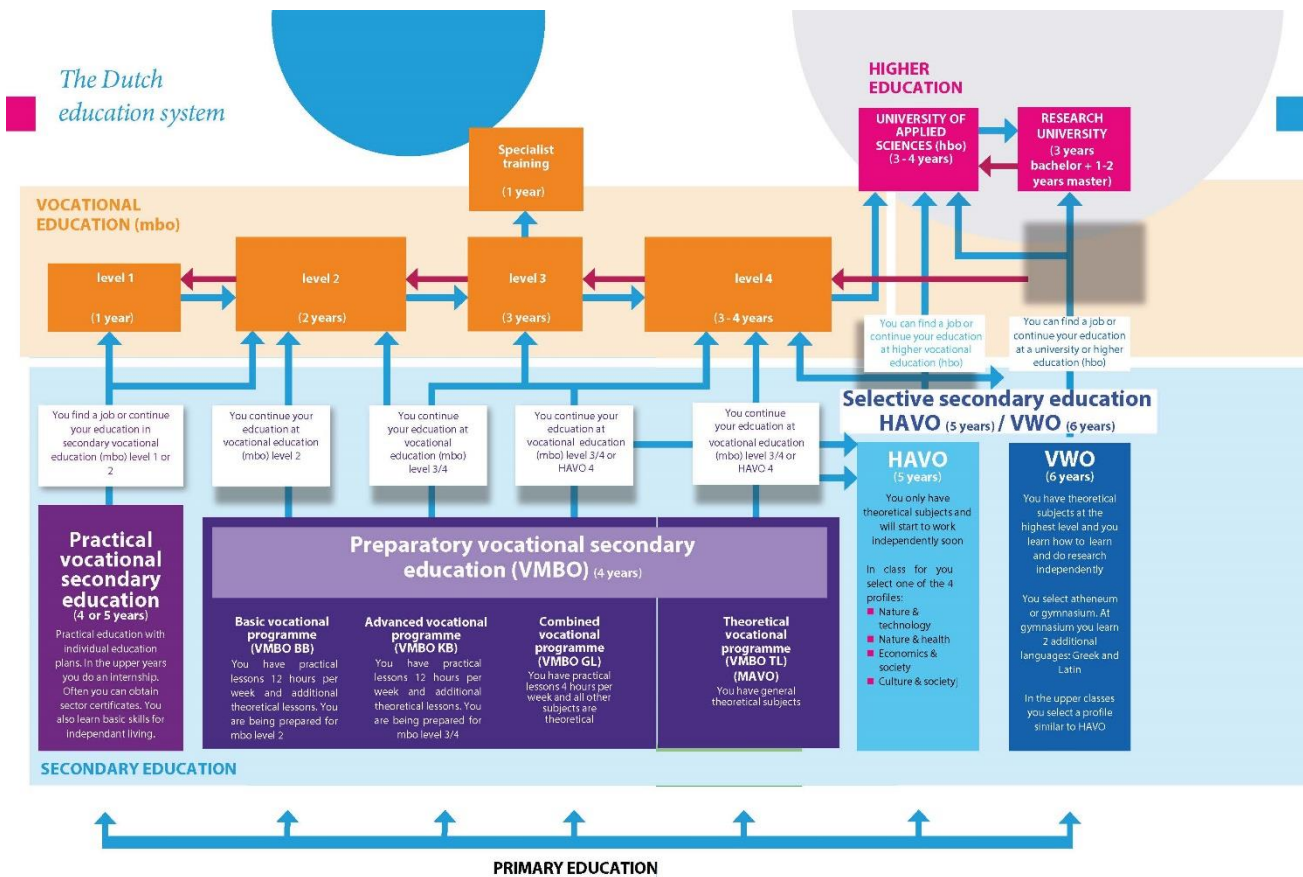 The Dutch
education system
HIGHER
EDUCATION
UNIVERSITY OF
APPLIED
SCIENCES (hbo)
(3 - 4 years)
RESEARCH
UNIVERSITY
(3 years
bachelor + 1-2
years master)
Specialist
training
(1 year)
VOCATIONAL
EDUCATION (mbo)
level 1
(1 year)
level 2
(2 years)
level 3
(3 years)
level 4
(3 - 4 years
You can find a job or
continue your education
at higher vocational
education (hbo)
You can find a job or
continue your education
at a university or higher
education (hbo)
You find a job or continue
your eduction in
secondary vocational
education (mbo) level 1 or
2
You continue your
edcuation at
vocational education
(mbo) level 2
You continue
your edcuation at
vocational
education (mbo)
level 3/4
You continue your
edcuation at
vocational education
(mbo) level 3/4 or
HAVO 4
You continue
your edcuation at
vocational education
(mbo) level 3/4 or
HAVO 4
Selective secondary education
HAVO (5 years) / VWO (6 years)
Practical
vocational
secondary
education
(4 or 5 years)
Practical education with
individual education
plans. In the upper years
you do an internship.
Often you can obtain
sector certificates. You
also learn basic skills for
independant living.
Preparatory vocational secondary
education (VMBO) (4 years)
Basic vocational
programme
(VMBO BB)
You have practical
lessons 12 hours per
week and additional
theoretical lessons. You
are being prepared for
mbo level 2
Advanced vocational
programme
(VMBO KB)
You have practical
lessons 12 hours per
week and additional
theoretical lessons. You
are being prepared for
mbo level 3/4
Combined
vocational
programme
(VMBO GL)
You have practical
lessons 4 hours per
week and all other
subjects are
theoretical
Theoretical
vocational
programme
(VMBO TL)
(MAVO)
You have general
theoretical subjects
HAVO
(5 years)
You only have
theoretical subjects and
will start to work
independently soon
In class for you
select one of the 4
profiles:
Nature &
technology
Nature & health
Economics &
society
Culture & society
VWO
(6 years)
You have theoretical
subjects at the
highest level and you
learn how to learn
and do research
independently
You select atheneum
or gymnasium. At
gymnasium you learn
2 additional
languages: Greek and
Latin
In the upper classes
you select a profile
similar to HAVO
SECONDARY EDUCATION
PRIMARY EDUCATION